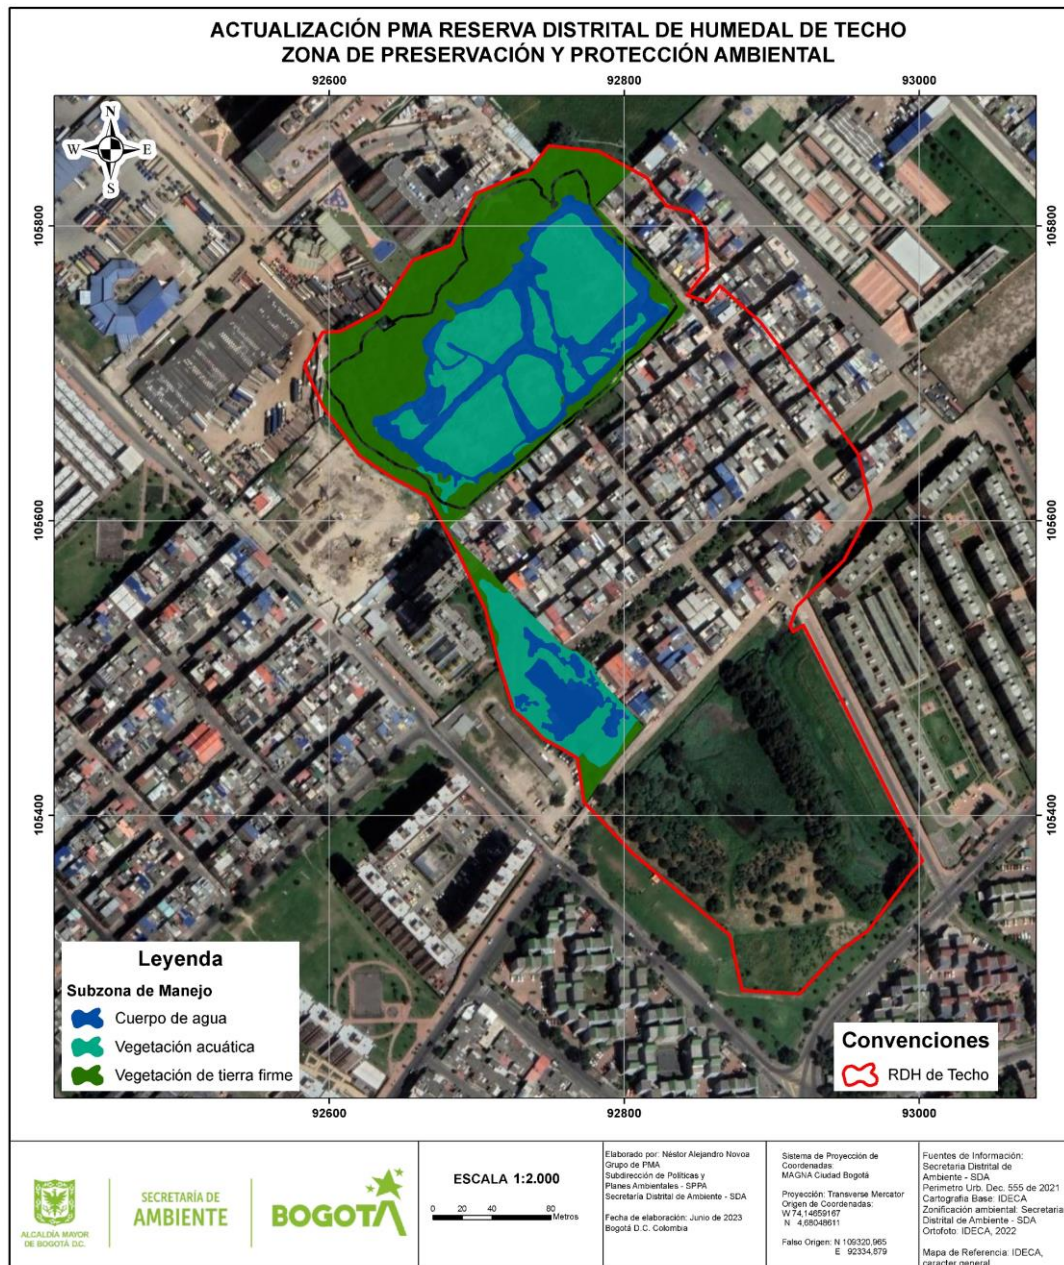 ACTUALIZACIÓN PMA RESERVA DISTRITAL DE HUMEDAL DE TECHO
ZONA DE PRESERVACIÓN Y PROTECCIÓN AMBIENTAL
92600
92800
93000
N
W
E
S
105800
105800
105600
105600
105400
105400
Leyenda
Subzona de Manejo
Cuerpo de agua
Vegetación acuática
Vegetación de tierra firme
Convenciones
RDH de Techo
92600
92800
93000
ALCALDÍA MAYOR
DE BOGOTÁ D.C.
SECRETARÍA DE
AMBIENTE
BOGOTÁ
ESCALA 1:2.000
0 20 40 60 80
Metros
Elaborado por: Néstor Alejandro Novoa
Grupo de PMA
Subdirección de Políticas y
Planes Ambientales - SPPA
Secretaría Distrital de Ambiente - SDA
Fecha de elaboración: Junio de 2023
Bogotá D.C. Colombia
Sistema de Proyección de
Coordenadas:
MAGNA Ciudad Bogotá
Proyección: Transverse Mercator
Origen de Coordenadas:
W 74,14659167
N 4,68048611
Falso Origen: N 109320,965
E 92334,879
Fuentes de Información:
Secretaria Distrital de
Ambiente - SDA
Perimetro Urb. Dec. 555 de 2021
Cartografía Base: IDECA
Zonificación ambiental: Secretaria
Distrital de Ambiente - SDA
Ortofoto: IDECA, 2022
Mapa de Referencia: IDECA,
caracter general